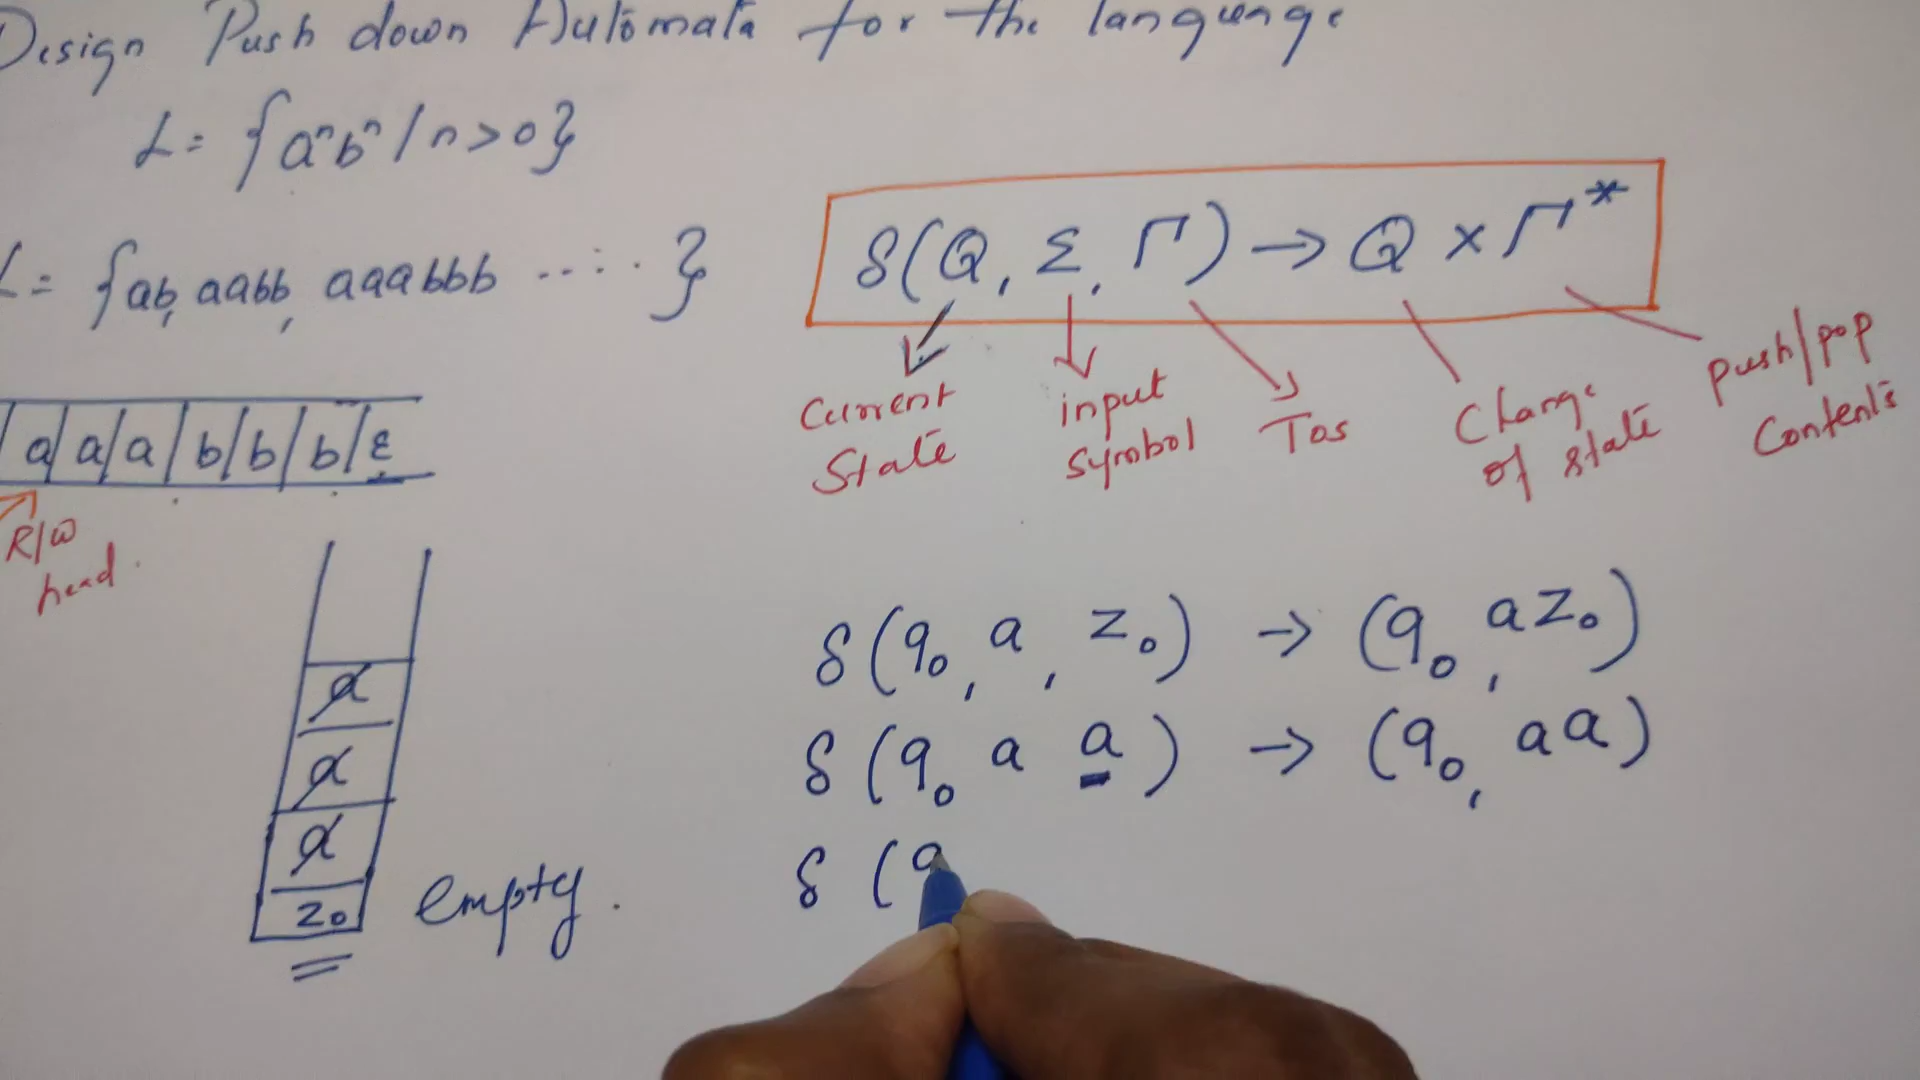 Design Push down Automata for the language
L = {aⁿbⁿ / n > 0}
L = {ab, aabb, aaabbb ..... }
δ(Q, Σ, Γ) → Q × Γ*
Current State
input symbol
Tos
Change of state
push/pop Contents
a a a b b b ε
R/W head.
a
a
a
z₀
empty.
δ(q₀, a, z₀) → (q₀, az₀)
δ(q₀ a a) → (q₀, aa)
δ (q